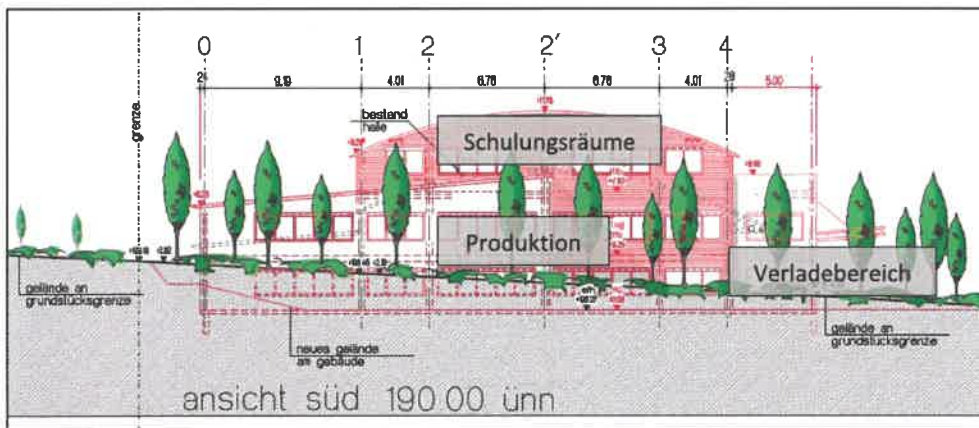 0 1 2 2' 3 4
9.19 4.01 6.76 6.76 4.01 5.00
grenze
bestand
halle
Schulungsräume
Produktion
Verladebereich
gelände an
grundstücksgrenze
neues gelände
am gebäude
gelände an
grundstücksgrenze
ansicht süd 190.00 ünn